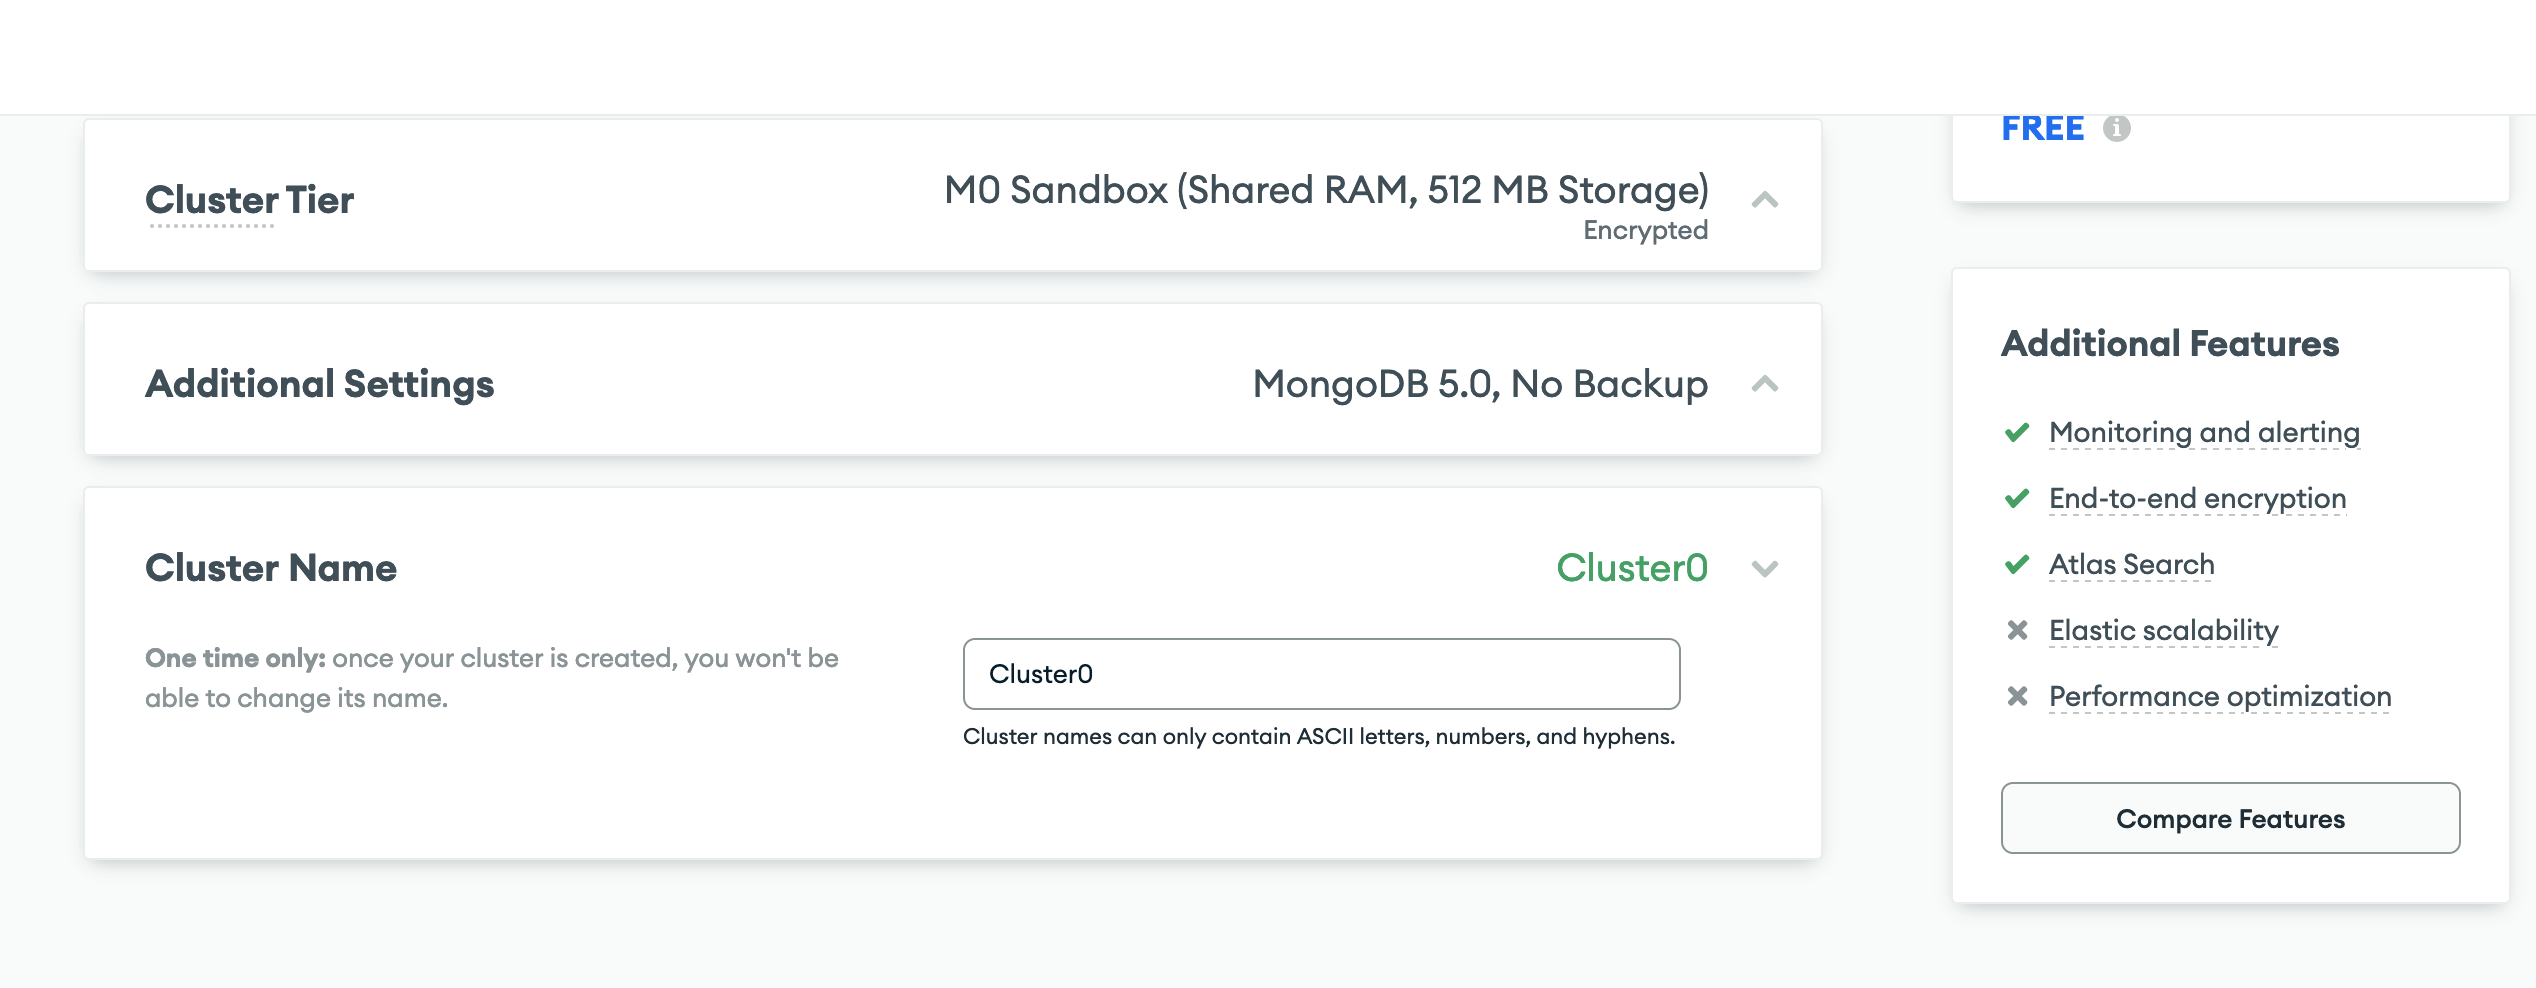 Cluster Tier
M0 Sandbox (Shared RAM, 512 MB Storage)
Encrypted
Additional Settings
MongoDB 5.0, No Backup
Cluster Name
Cluster0
One time only: once your cluster is created, you won't be
able to change its name.
Cluster0
Cluster names can only contain ASCII letters, numbers, and hyphens.
FREE
Additional Features
Monitoring and alerting
End-to-end encryption
Atlas Search
Elastic scalability
Performance optimization
Compare Features